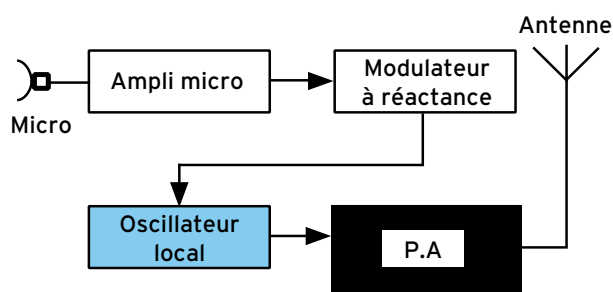 Antenne
Ampli micro
Modulateur
à réactance
Micro
Oscillateur
local
P.A